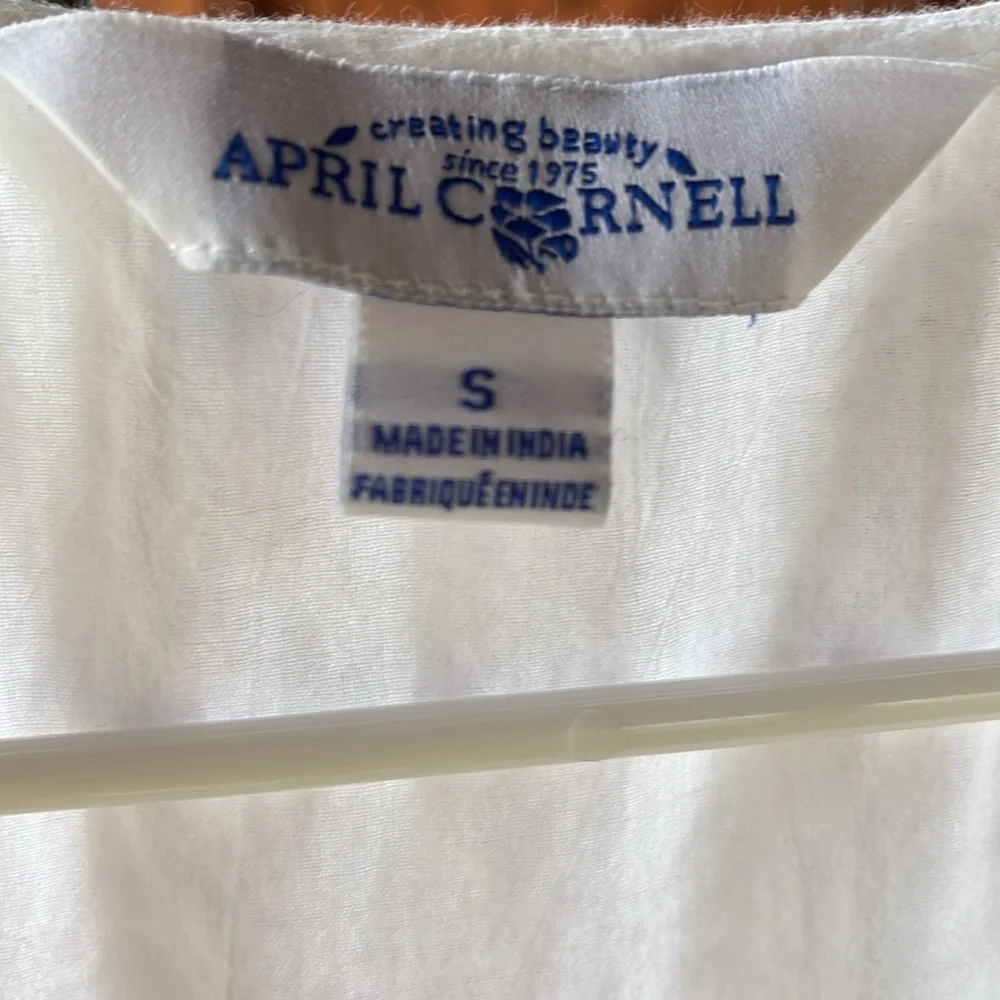 creating beauty
since 1975
APRIL CORNELL
S
MADE IN INDIA
FABRIQUÉ EN INDE